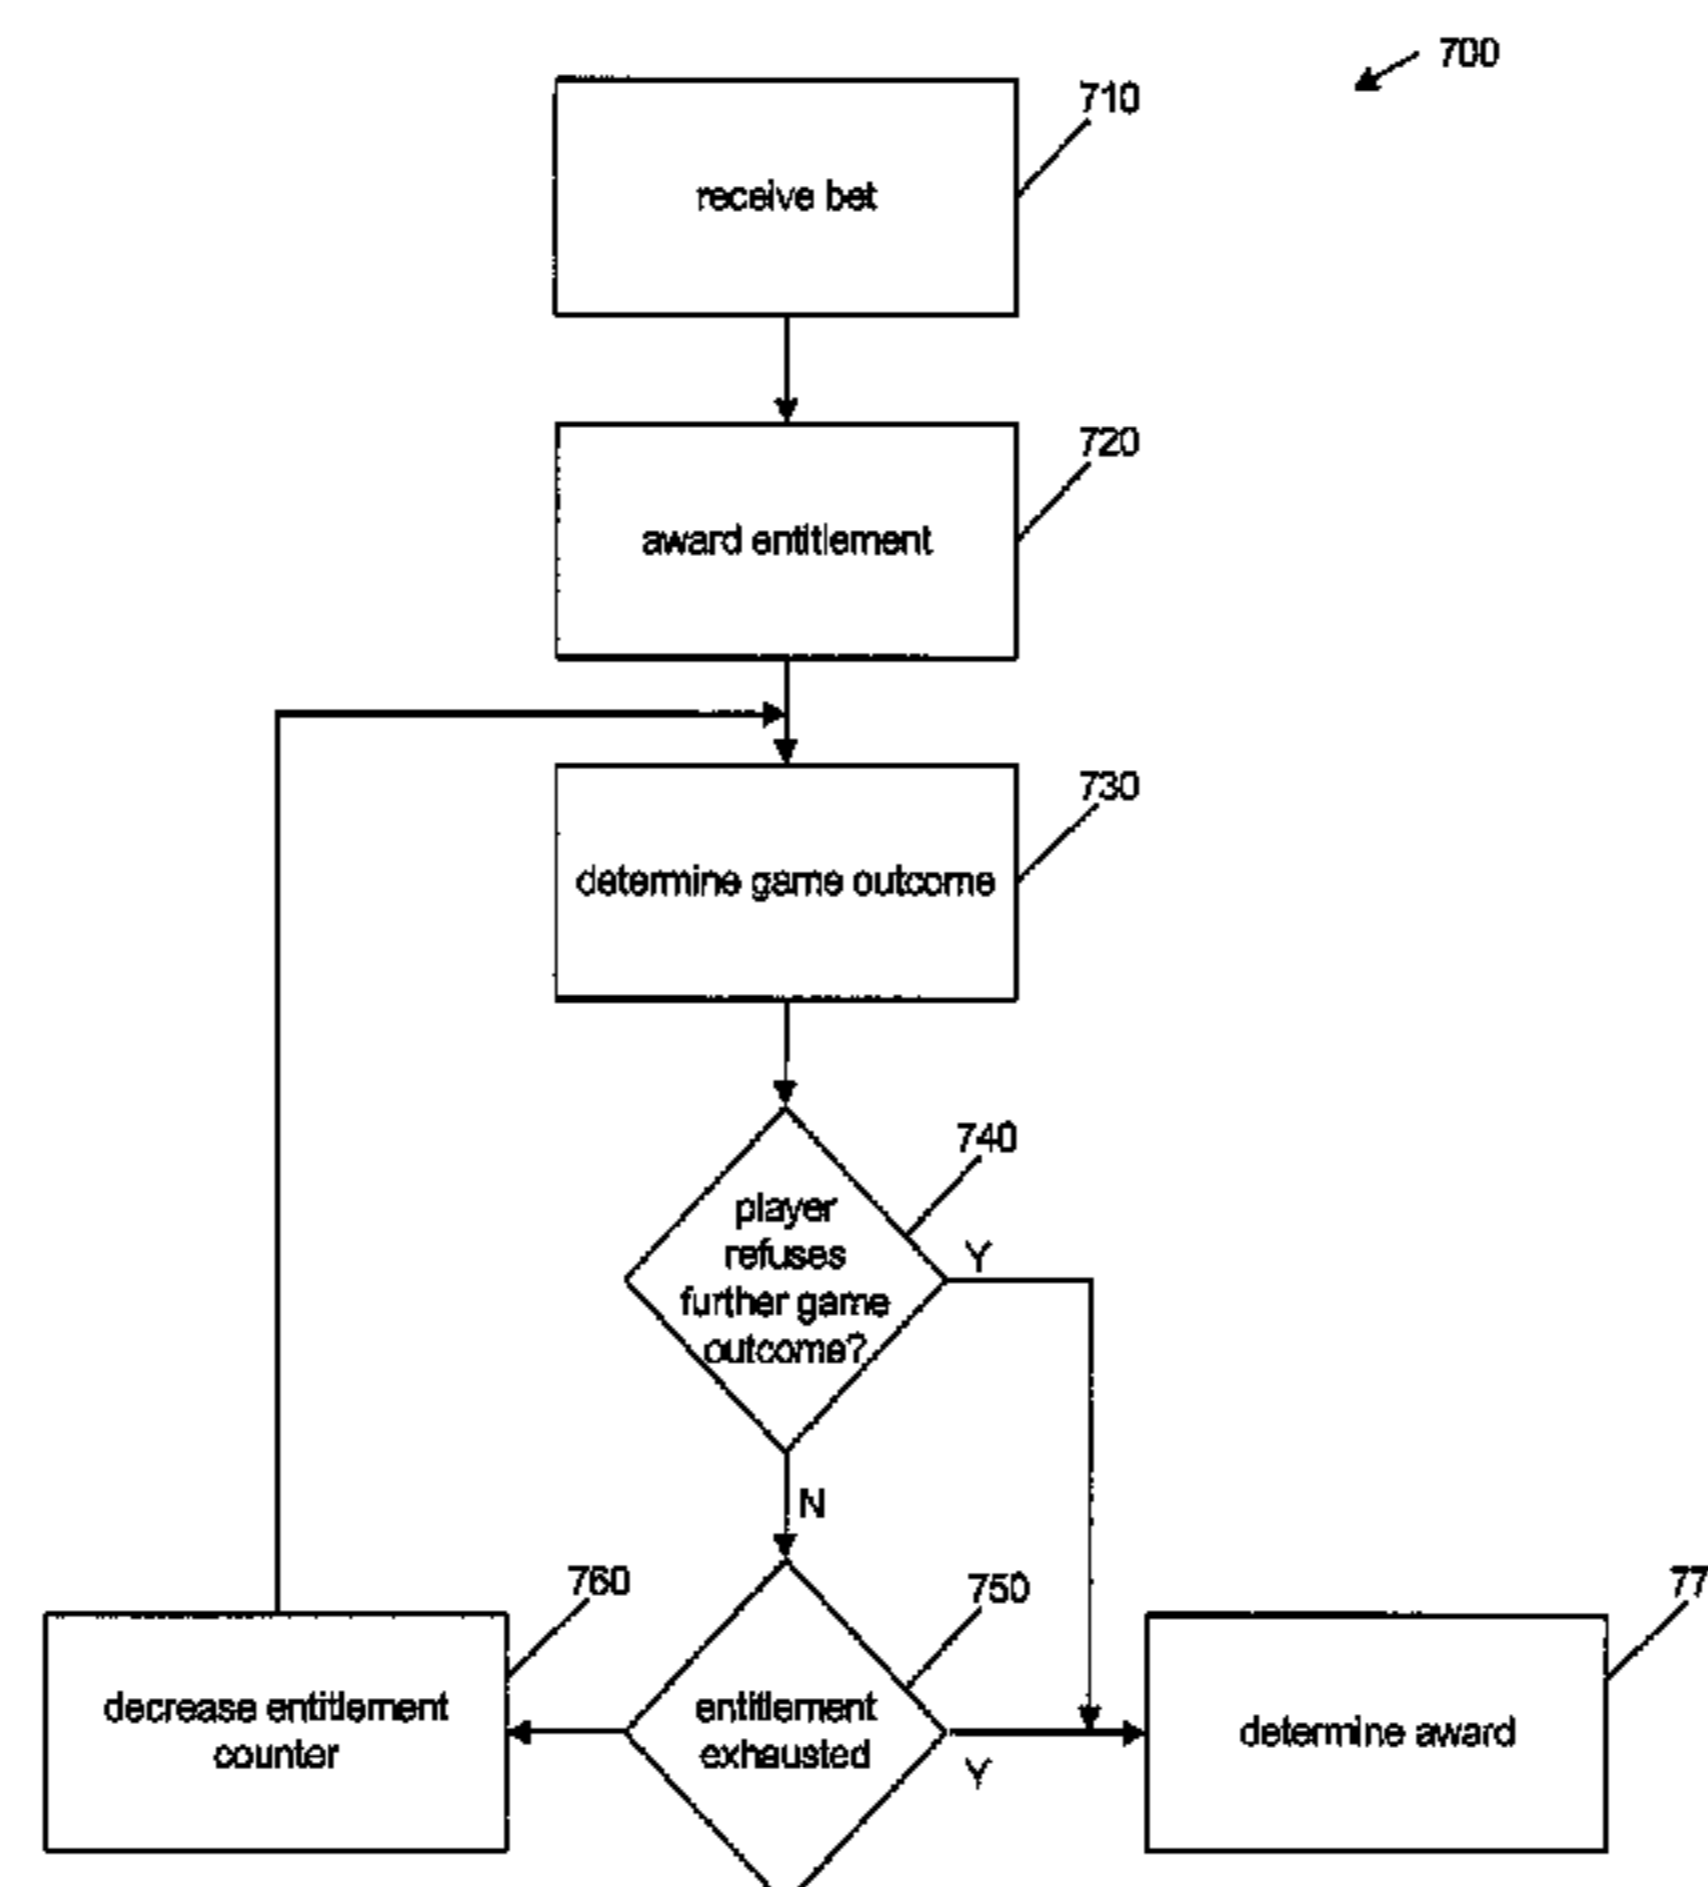 700
710
receive bet
720
award entitlement
730
determine game outcome
740
player
refuses
further game
outcome?
Y
N
760
750
77
decrease entitlement
counter
entitlement
exhausted
Y
determine award